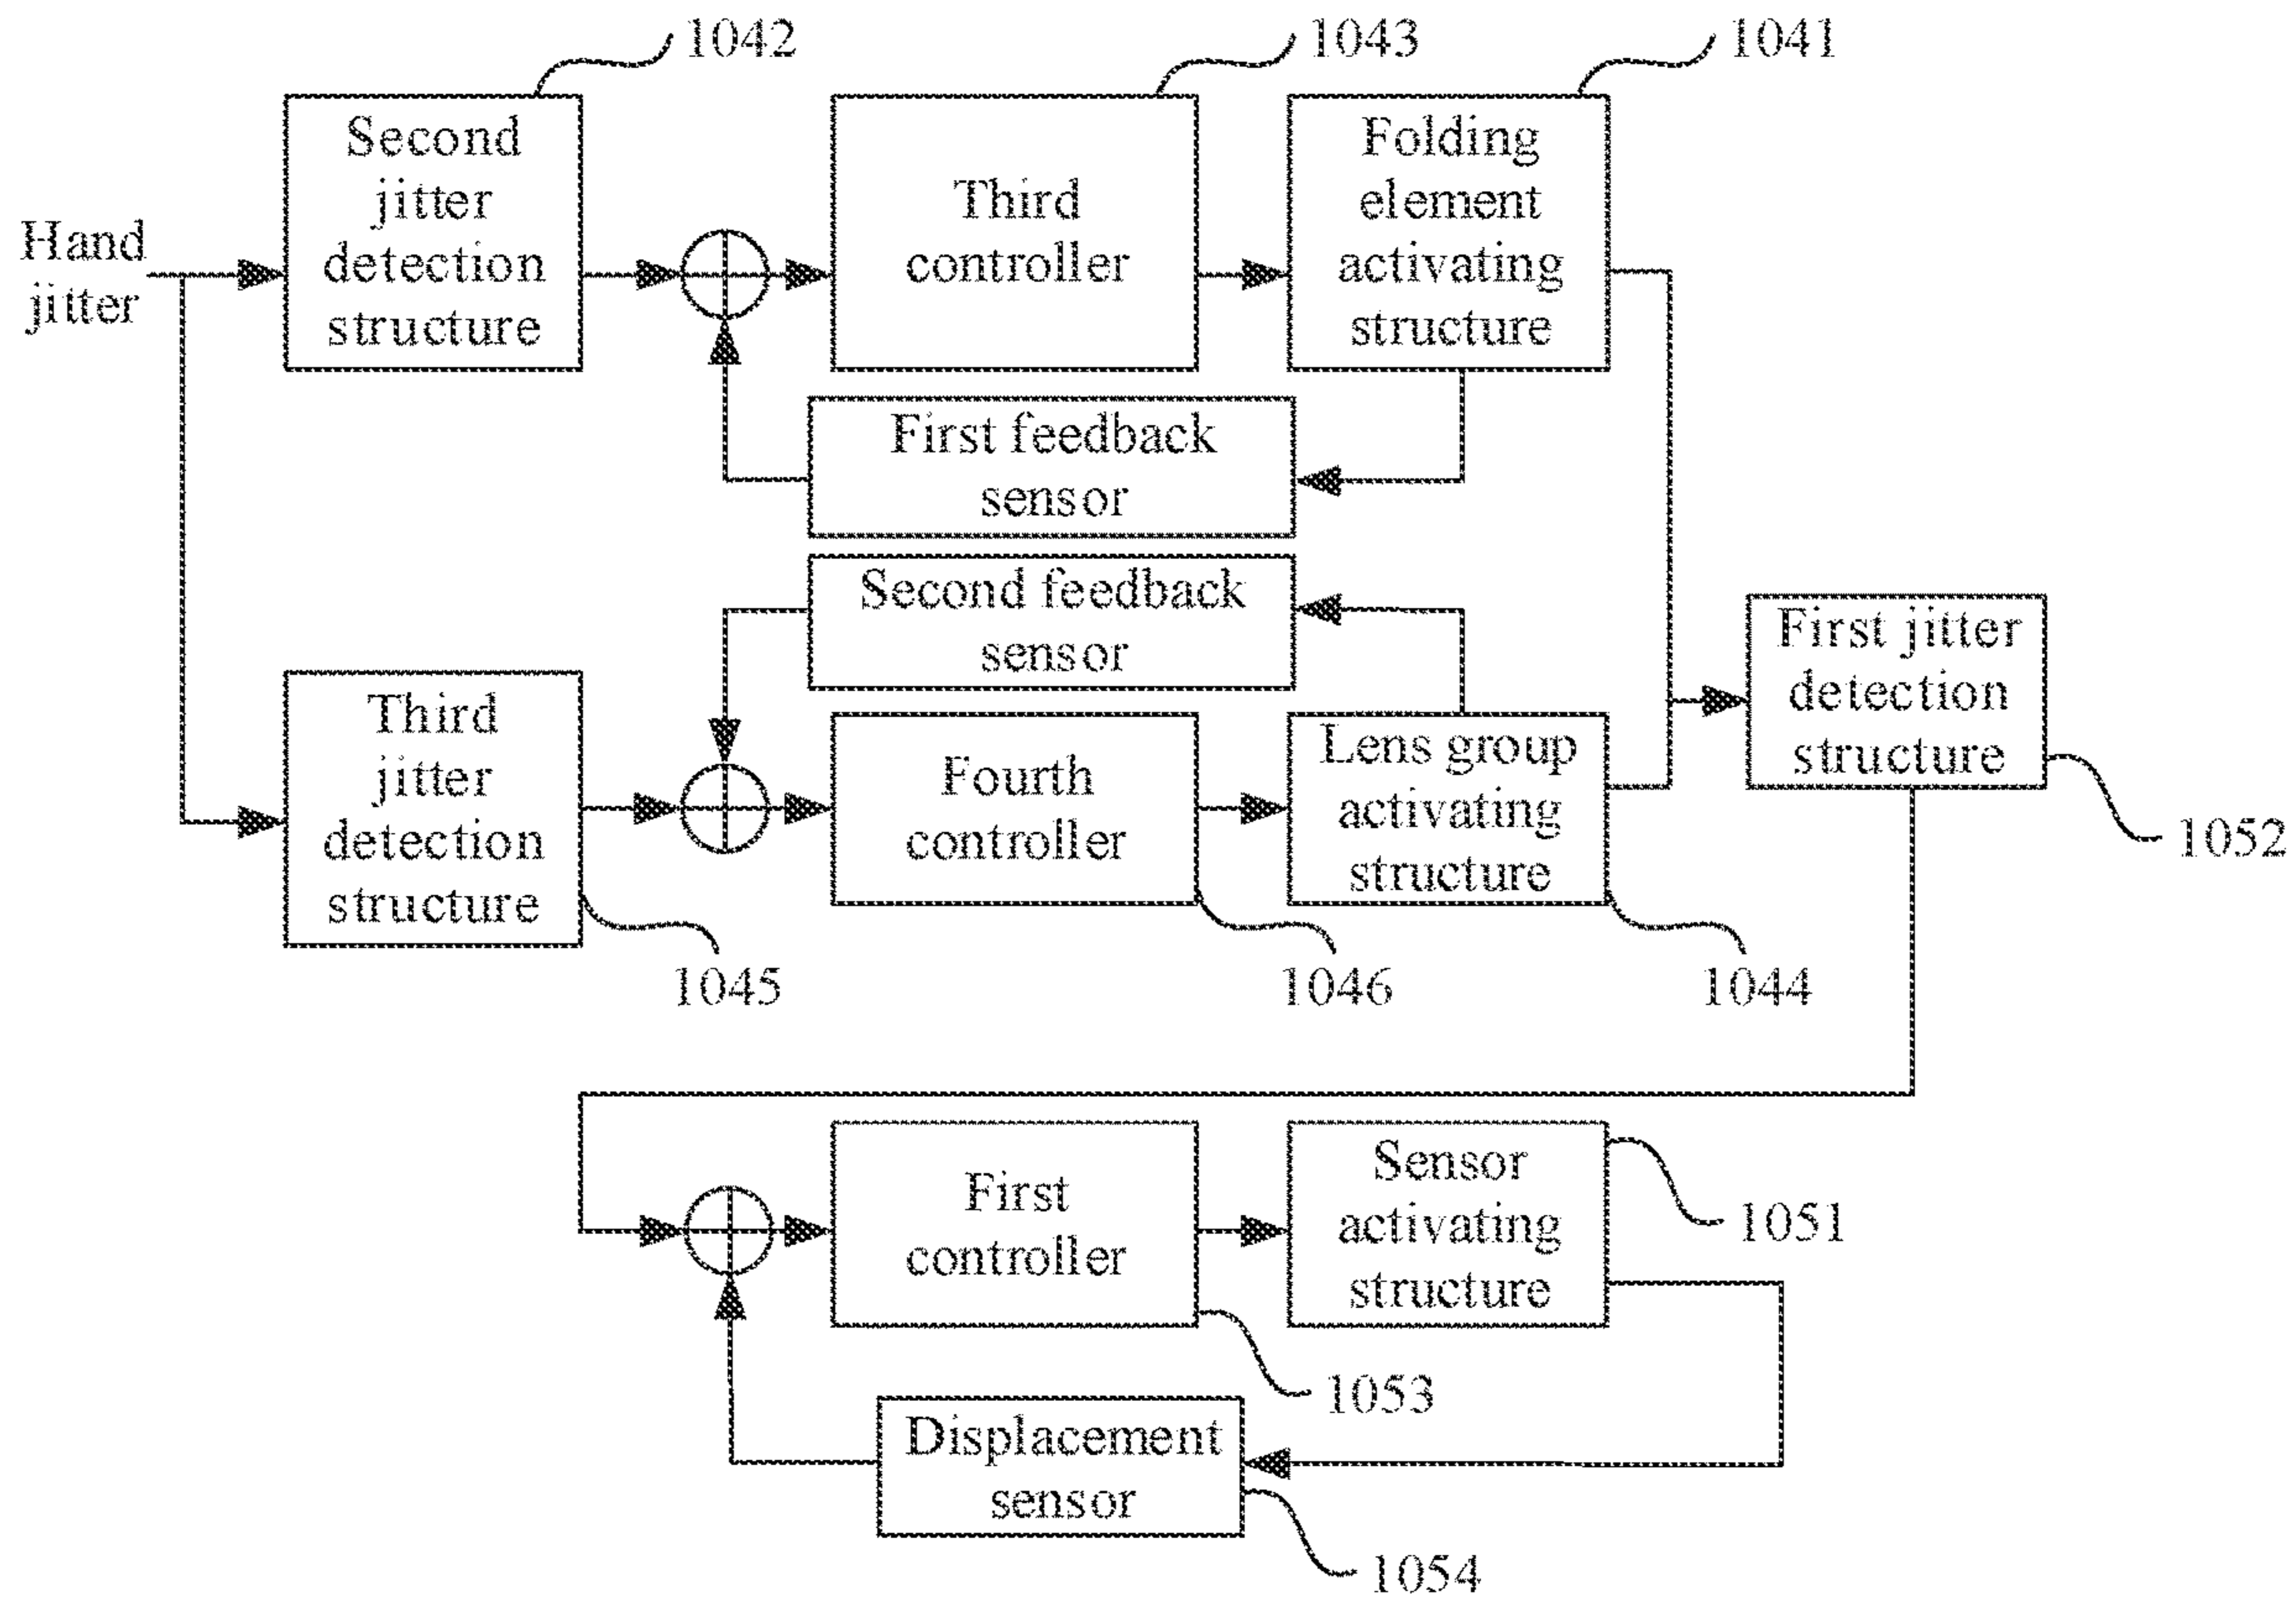 1042
1043
1041
Hand
jitter
Second
jitter
detection
structure
Third
controller
Folding
element
activating
structure
First feedback
sensor
Second feedback
sensor
Third
jitter
detection
structure
Fourth
controller
Lens group
activating
structure
First jitter
detection
structure
1052
1045
1046
1044
First
controller
Sensor
activating
structure
1051
1053
Displacement
sensor
1054